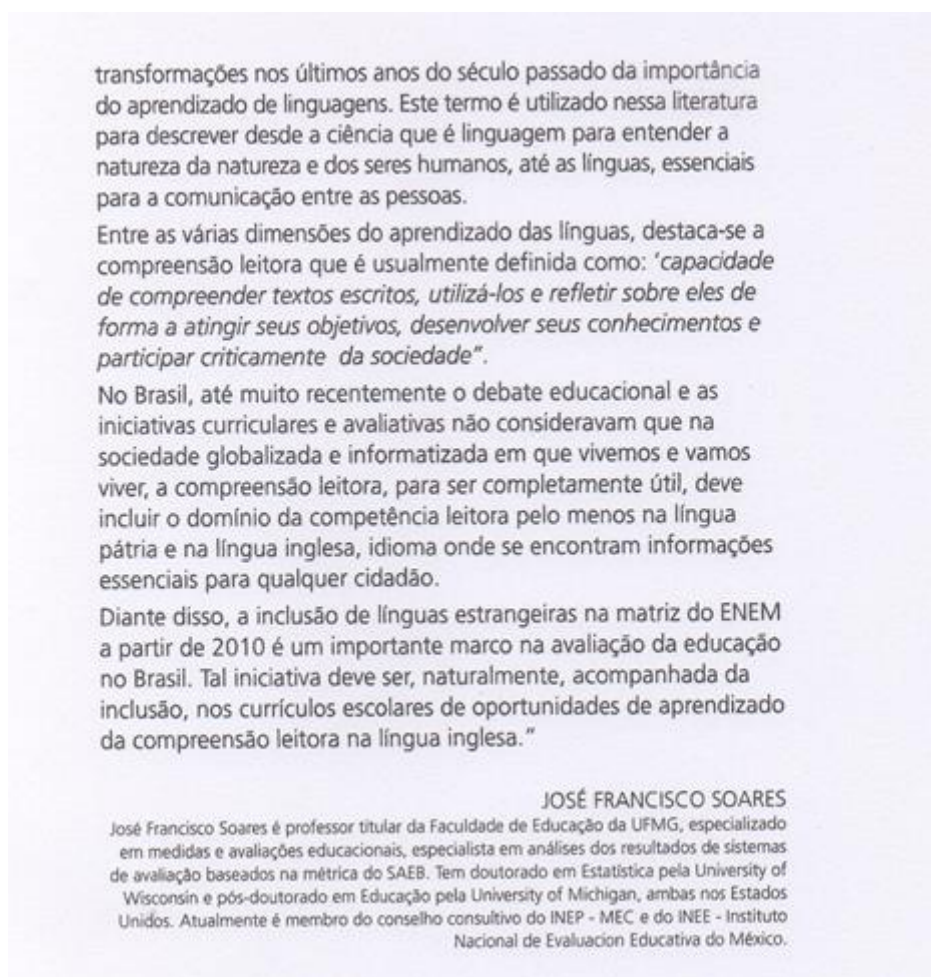 transformações nos últimos anos do século passado da importância
do aprendizado de linguagens. Este termo é utilizado nessa literatura
para descrever desde a ciência que é linguagem para entender a
natureza da natureza e dos seres humanos, até as línguas, essenciais
para a comunicação entre as pessoas.
Entre as várias dimensões do aprendizado das línguas, destaca-se a
compreensão leitora que é usualmente definida como: 'capacidade
de compreender textos escritos, utilizá-los e refletir sobre eles de
forma a atingir seus objetivos, desenvolver seus conhecimentos e
participar criticamente da sociedade".
No Brasil, até muito recentemente o debate educacional e as
iniciativas curriculares e avaliativas não consideravam que na
sociedade globalizada e informatizada em que vivemos e vamos
viver, a compreensão leitora, para ser completamente útil, deve
incluir o domínio da competência leitora pelo menos na língua
pátria e na língua inglesa, idioma onde se encontram informações
essenciais para qualquer cidadão.
Diante disso, a inclusão de línguas estrangeiras na matriz do ENEM
a partir de 2010 é um importante marco na avaliação da educação
no Brasil. Tal iniciativa deve ser, naturalmente, acompanhada da
inclusão, nos currículos escolares de oportunidades de aprendizado
da compreensão leitora na língua inglesa."
JOSÉ FRANCISCO SOARES
José Francisco Soares é professor titular da Faculdade de Educação da UFMG, especializado
em medidas e avaliações educacionais, especialista em análises dos resultados de sistemas
de avaliação baseados na métrica do SAEB. Tem doutorado em Estatística pela University of
Wisconsin e pós-doutorado em Educação pela University of Michigan, ambas nos Estados
Unidos. Atualmente é membro do conselho consultivo do INEP - MEC e do INEE - Instituto
Nacional de Evaluacion Educativa do México.